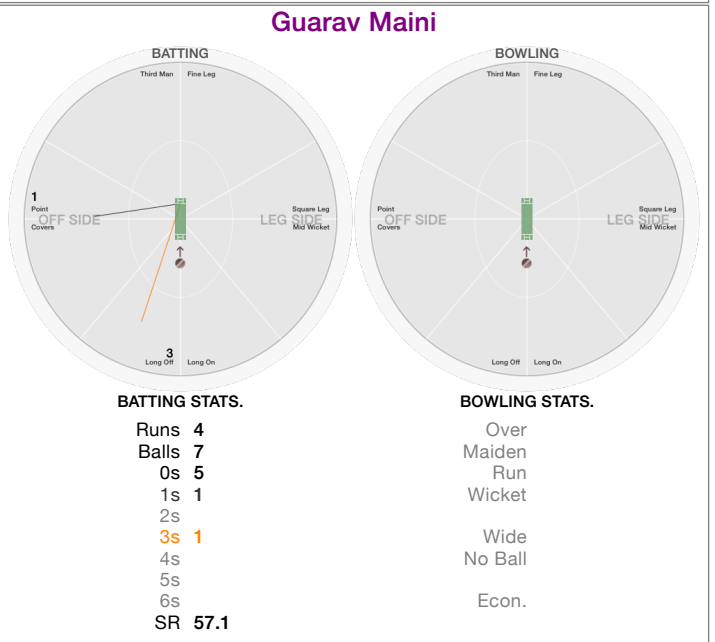 Guarav Maini
BATTING
Third Man Fine Leg
1
Point
OFF SIDE
Covers
Square Leg
LEG SIDE
Mid Wicket
3
Long Off Long On
BOWLING
Third Man Fine Leg
Point
OFF SIDE
Covers
Square Leg
LEG SIDE
Mid Wicket
Long Off Long On
BATTING STATS.
Runs 4
Balls 7
0s 5
1s 1
2s
3s 1
4s
5s
6s
SR 57.1
BOWLING STATS.
Over
Maiden
Run
Wicket
Wide
No Ball
Econ.